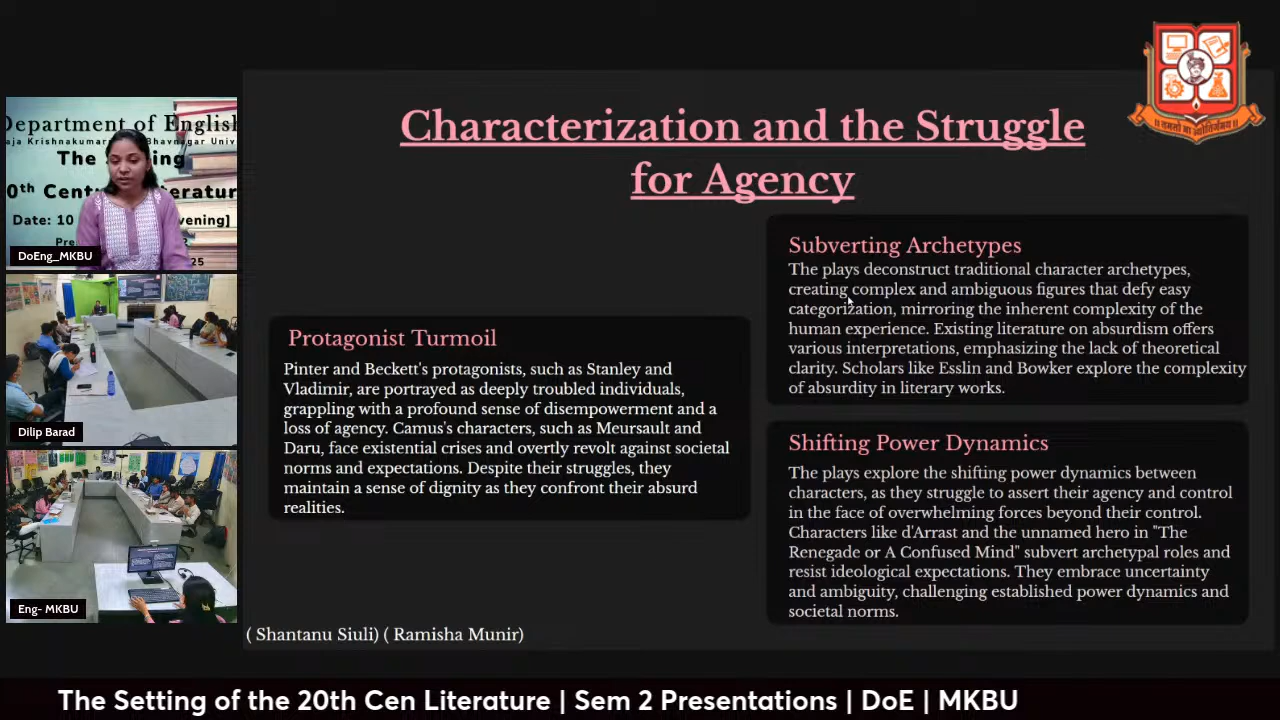 Characterization and the Struggle
for Agency
Protagonist Turmoil
Pinter and Beckett's protagonists, such as Stanley and
Vladimir, are portrayed as deeply troubled individuals,
grappling with a profound sense of disempowerment and a
loss of agency. Camus's characters, such as Meursault and
Daru, face existential crises and overtly revolt against societal
norms and expectations. Despite their struggles, they
maintain a sense of dignity as they confront their absurd
realities.
Subverting Archetypes
The plays deconstruct traditional character archetypes,
creating complex and ambiguous figures that defy easy
categorization, mirroring the inherent complexity of the
human experience. Existing literature on absurdism offers
various interpretations, emphasizing the lack of theoretical
clarity. Scholars like Esslin and Bowker explore the complexity
of absurdity in literary works.
Shifting Power Dynamics
The plays explore the shifting power dynamics between
characters, as they struggle to assert their agency and control
in the face of overwhelming forces beyond their control.
Characters like d'Arrast and the unnamed hero in "The
Renegade or A Confused Mind" subvert archetypal roles and
resist ideological expectations. They embrace uncertainty
and ambiguity, challenging established power dynamics and
societal norms.
( Shantanu Siuli) ( Ramisha Munir)
Department of English
Krishnakumar Bhavnagar
The
Date: 10
25
DoEng_MKBU
Dilip Barad
Eng- MKBU
The Setting of the 20th Cen Literature | Sem 2 Presentations | DoE | MKBU